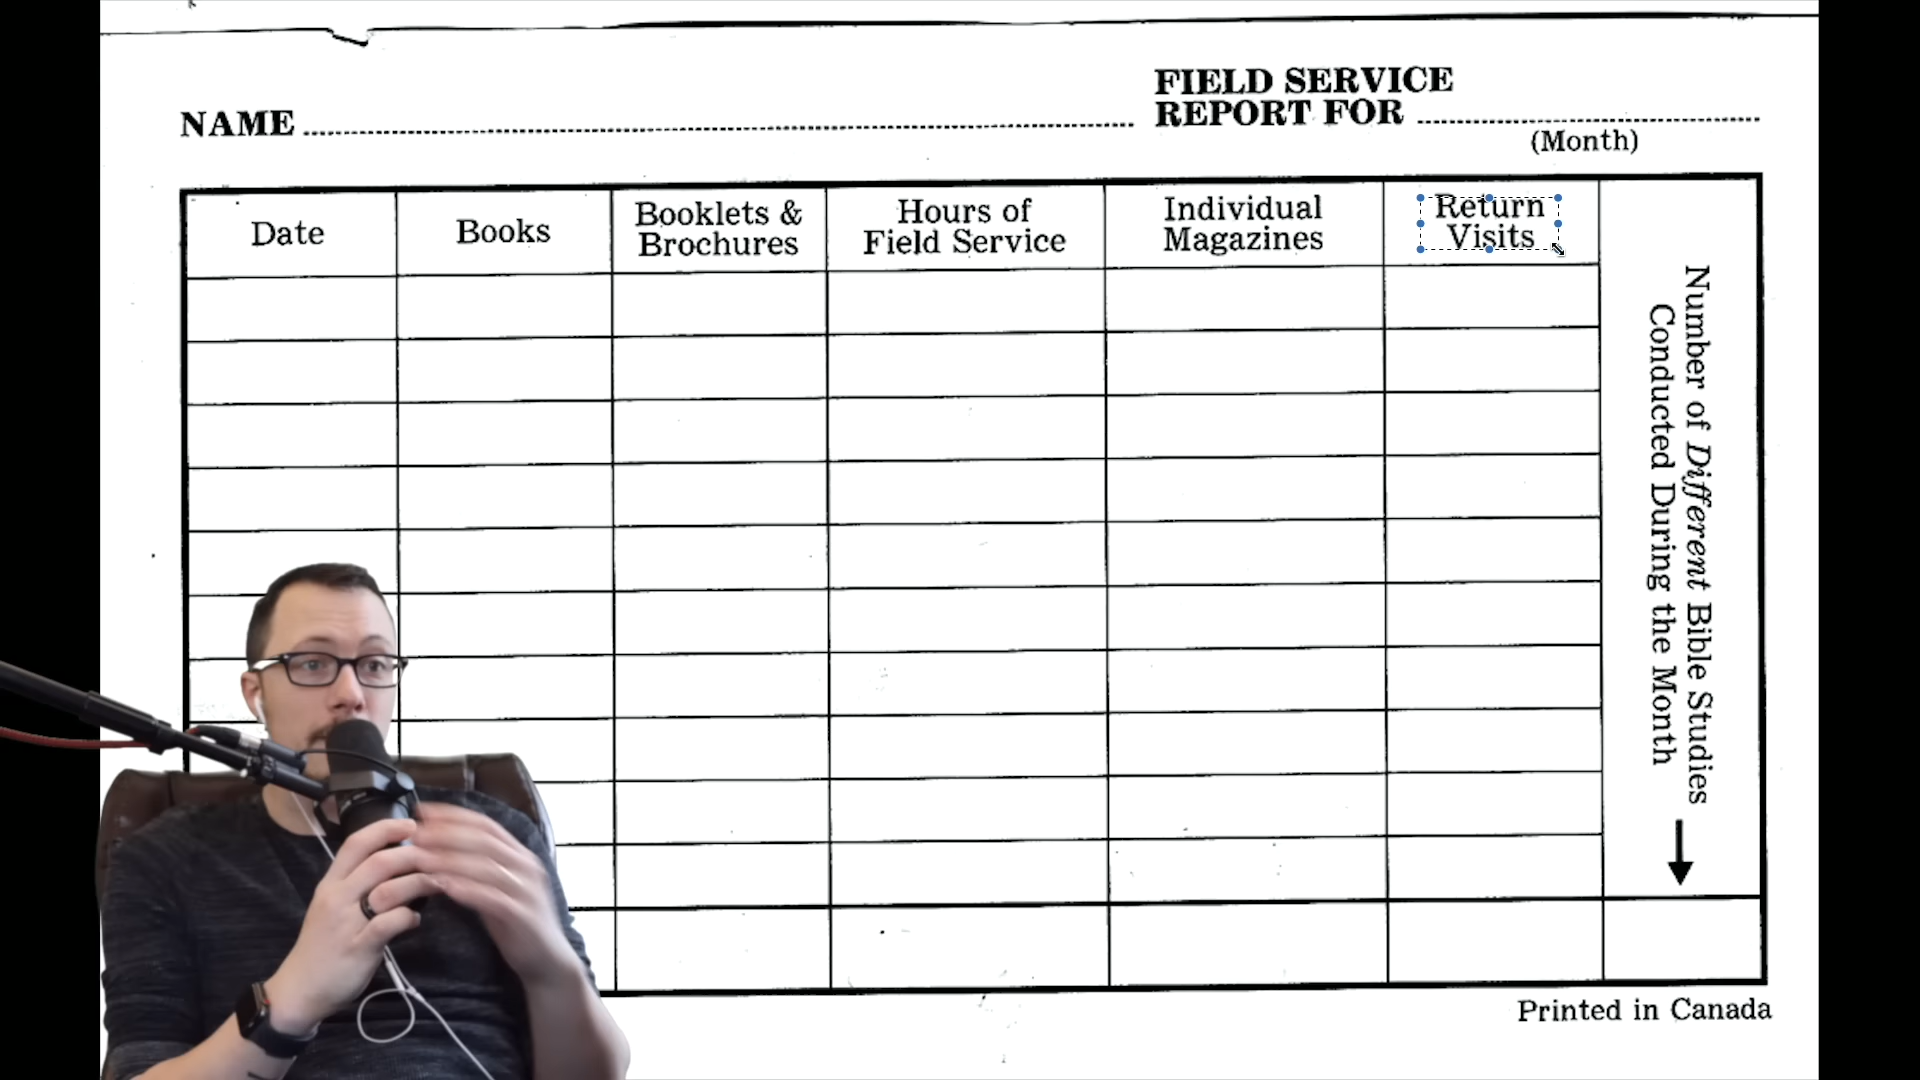 FIELD SERVICE
NAME REPORT FOR
(Month)
Date
Books
Booklets &
Brochures
Hours of
Field Service
Individual
Magazines
Return
Visits
Number of Different Bible Studies
Conducted During the Month
Printed in Canada